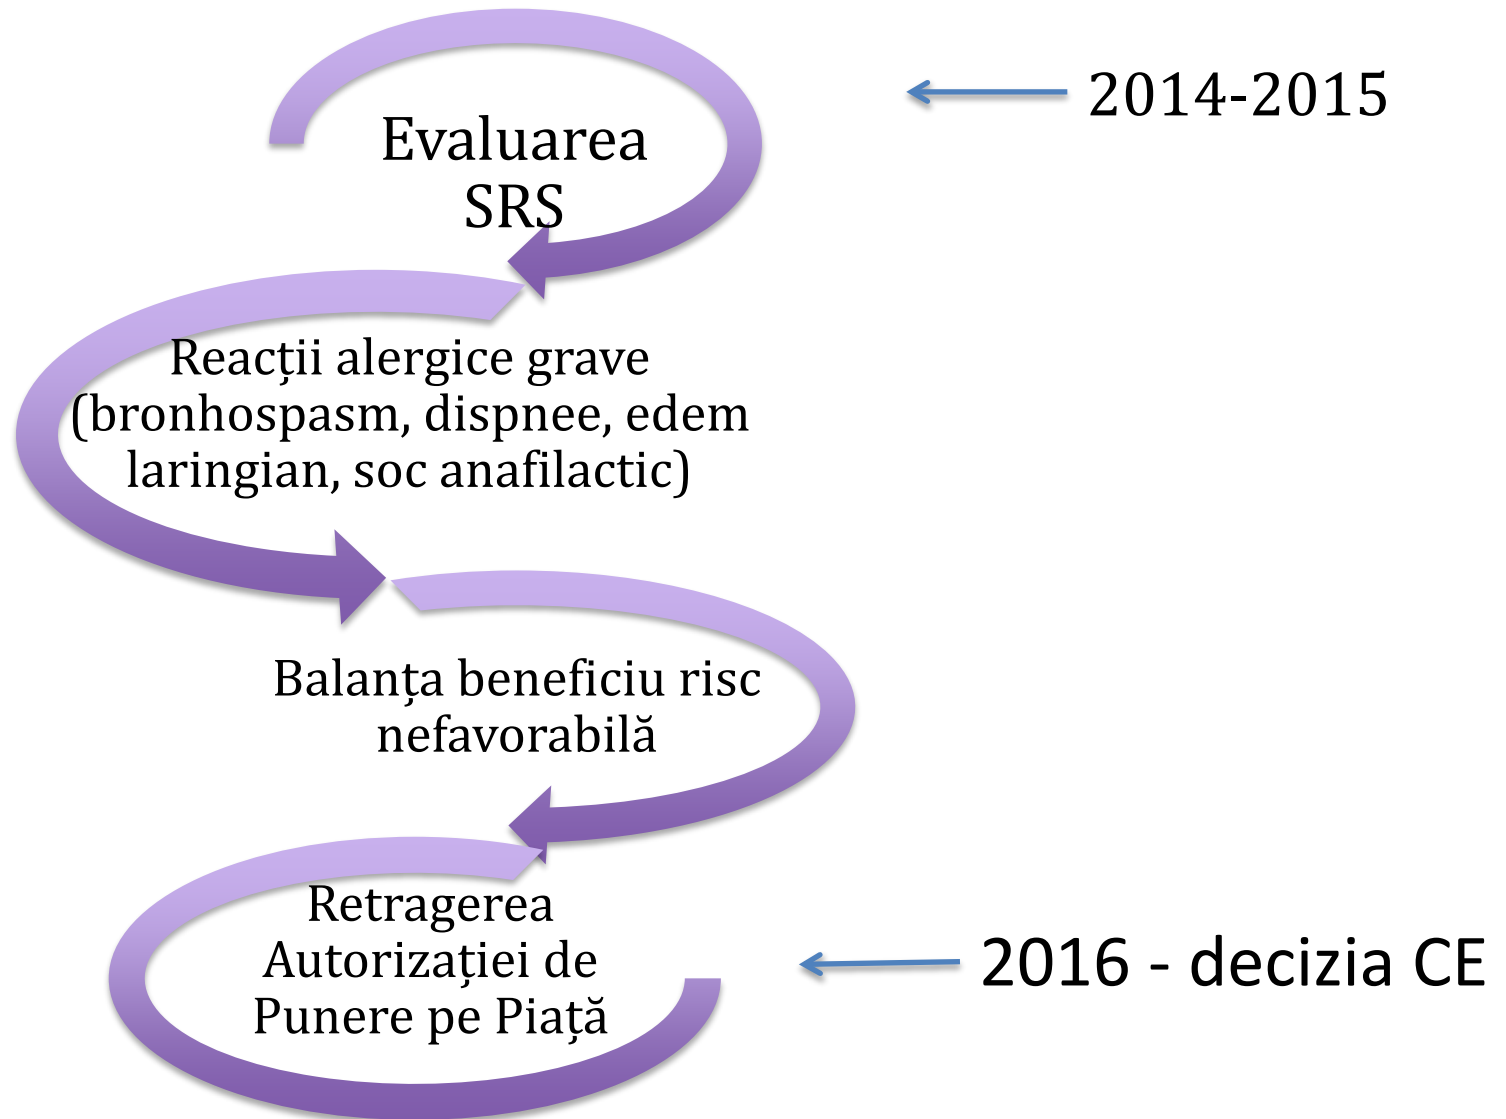 2014-2015
Evaluarea
SRS
Reacții alergice grave
(bronhospasm, dispnee, edem
laringian, soc anafilactic)
Balanța beneficiu risc
nefavorabilă
Retragerea
Autorizației de
Punere pe Piață
2016 - decizia CE